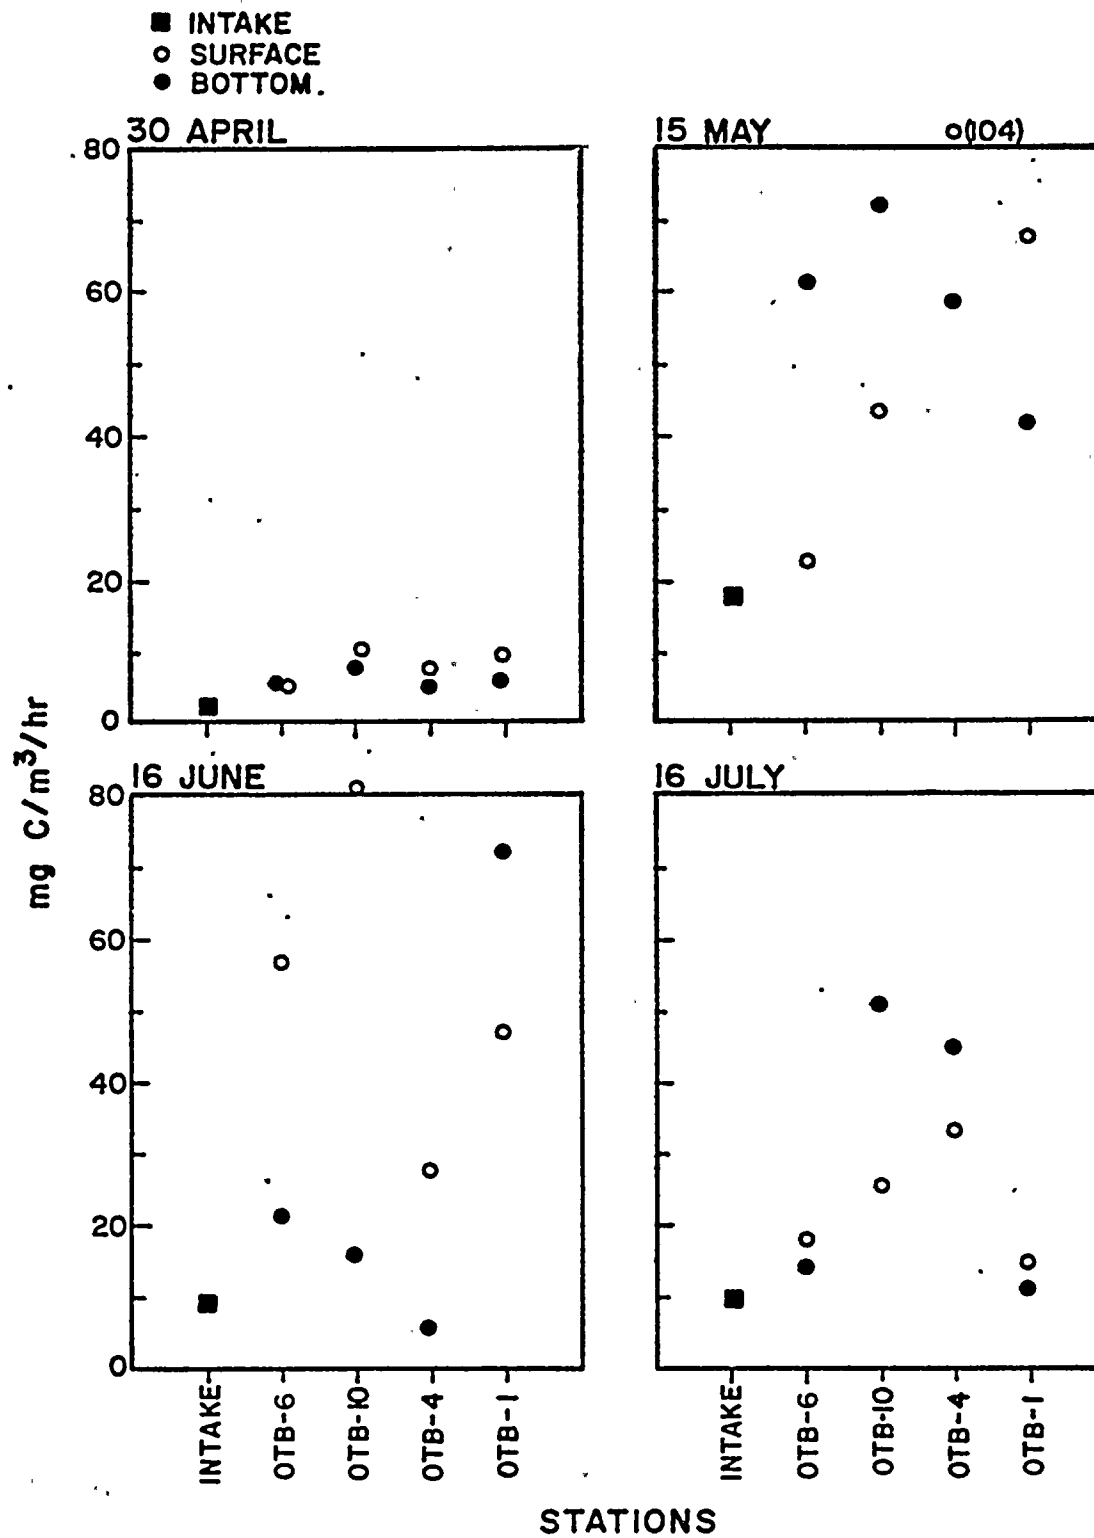 INTAKE
SURFACE
BOTTOM.
30 APRIL
15 MAY
(104)
80
60
40
20
0
mg C/m³/hr
16 JUNE
16 JULY
80
60
40
20
0
INTAKE
OTB-6
OTB-10
OTB-4
OTB-1
INTAKE
OTB-6
OTB-10
OTB-4
OTB-1
STATIONS